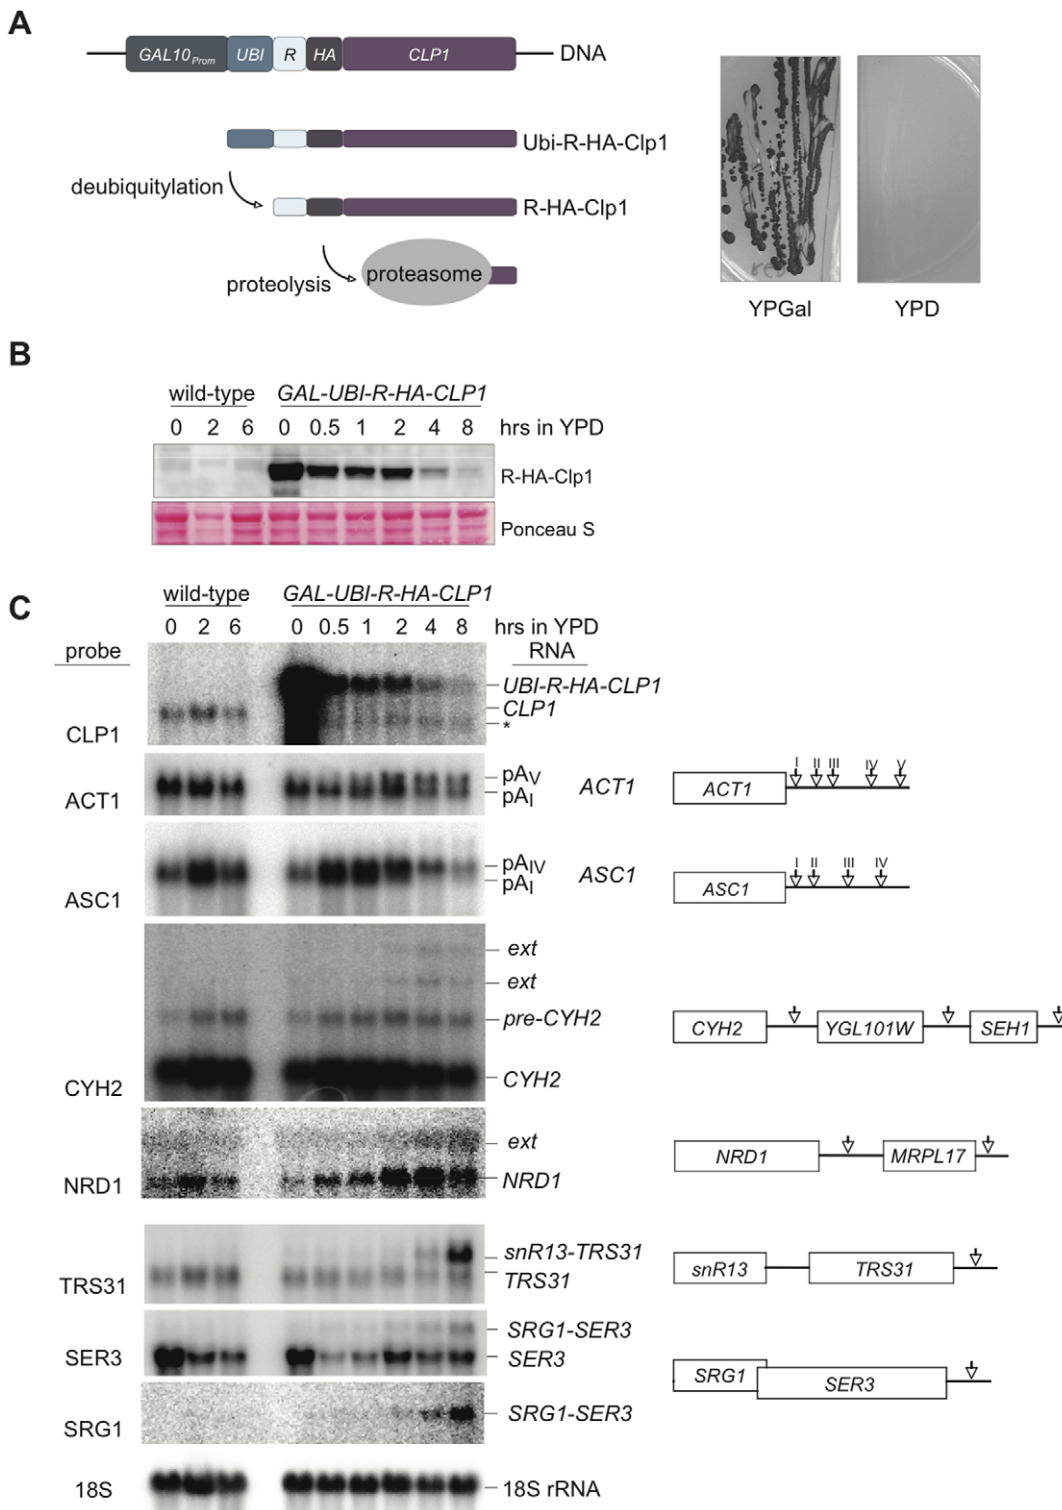 A
GAL10Prom UBI R HA CLP1 DNA
Ubi-R-HA-Clp1
deubiquitylation
R-HA-Clp1
proteolysis proteasome
YPGal YPD
B
wild-type GAL-UBI-R-HA-CLP1
0 2 6 0 0.5 1 2 4 8 hrs in YPD
R-HA-Clp1
Ponceau S
C
wild-type GAL-UBI-R-HA-CLP1
0 2 6 0 0.5 1 2 4 8 hrs in YPD
probe RNA
UBI-R-HA-CLP1
CLP1
*
CLP1
I II III IV V
pAV
ACT1 ACT1
pAI
ACT1
I II III IV
pAIV
ASC1 ASC1
pAI
ASC1
ext
ext
pre-CYH2 CYH2 YGL101W SEH1
CYH2
CYH2
ext
NRD1 MRPL17
NRD1
NRD1
snR13-TRS31
snR13 TRS31
TRS31
TRS31
SRG1-SER3
SER3
SER3
SRG1 SER3
SRG1-SER3
SRG1
18S 18S rRNA